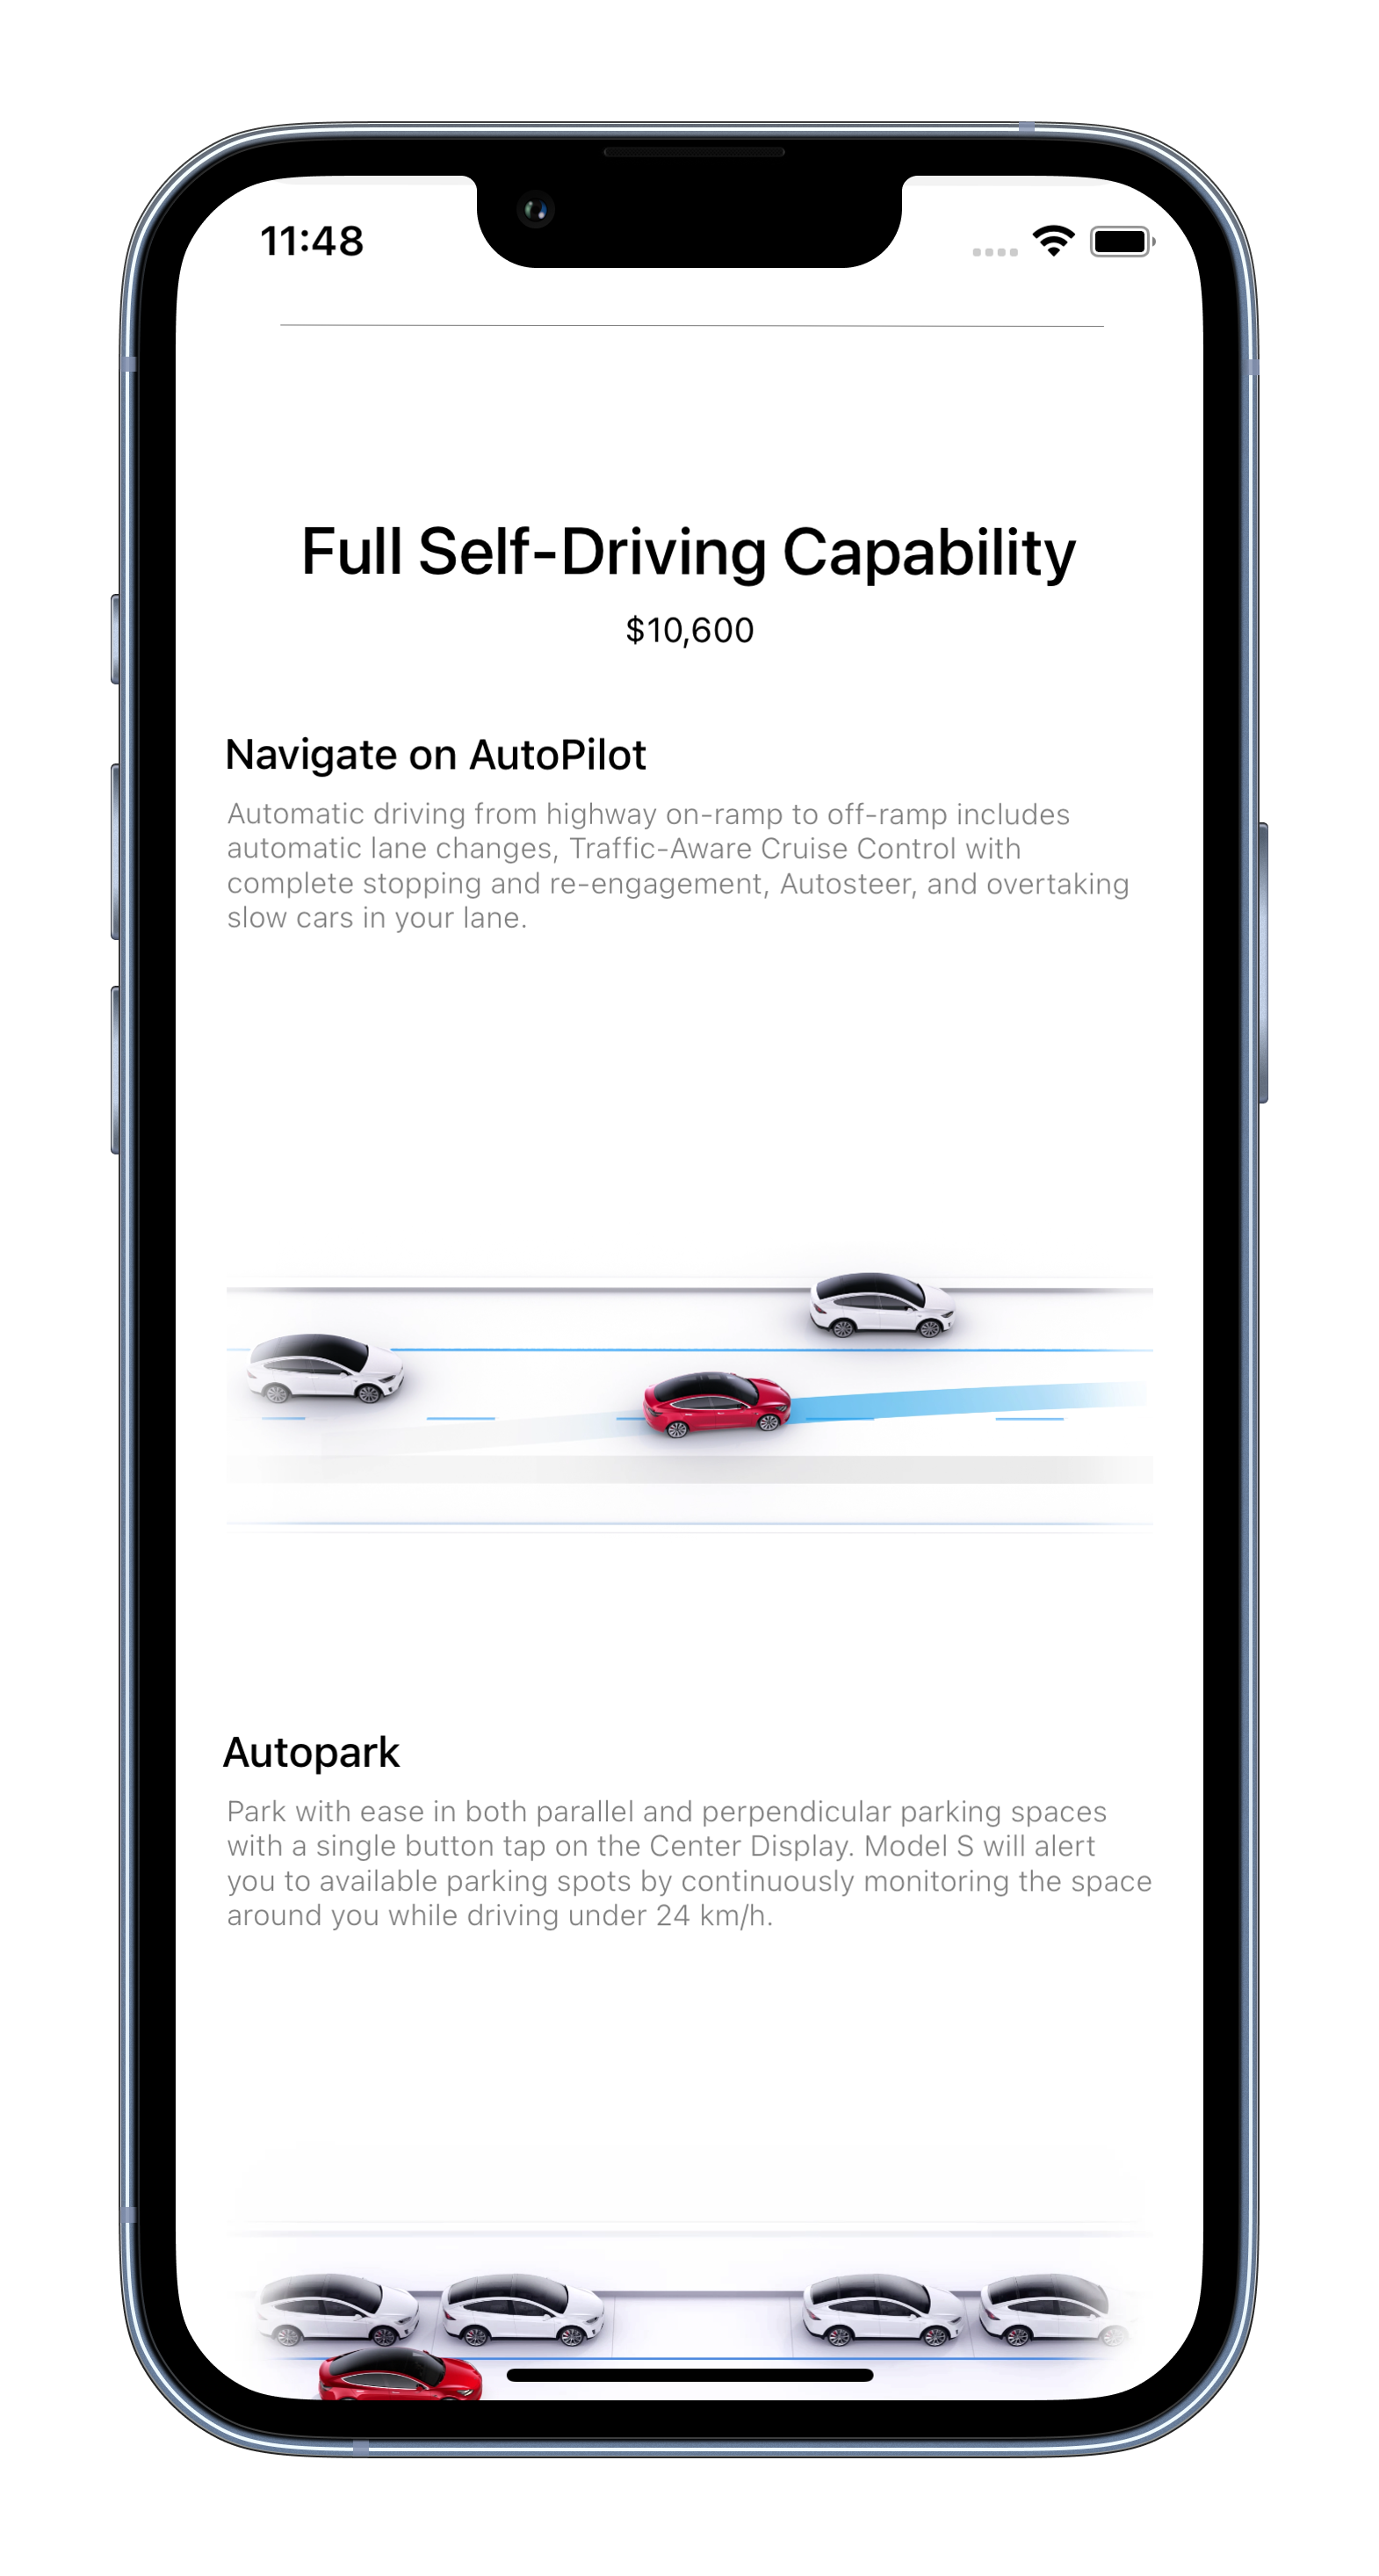 11:48
Full Self-Driving Capability
$10,600
Navigate on AutoPilot
Automatic driving from highway on-ramp to off-ramp includes
automatic lane changes, Traffic-Aware Cruise Control with
complete stopping and re-engagement, Autosteer, and overtaking
slow cars in your lane.
Autopark
Park with ease in both parallel and perpendicular parking spaces
with a single button tap on the Center Display. Model S will alert
you to available parking spots by continuously monitoring the space
around you while driving under 24 km/h.